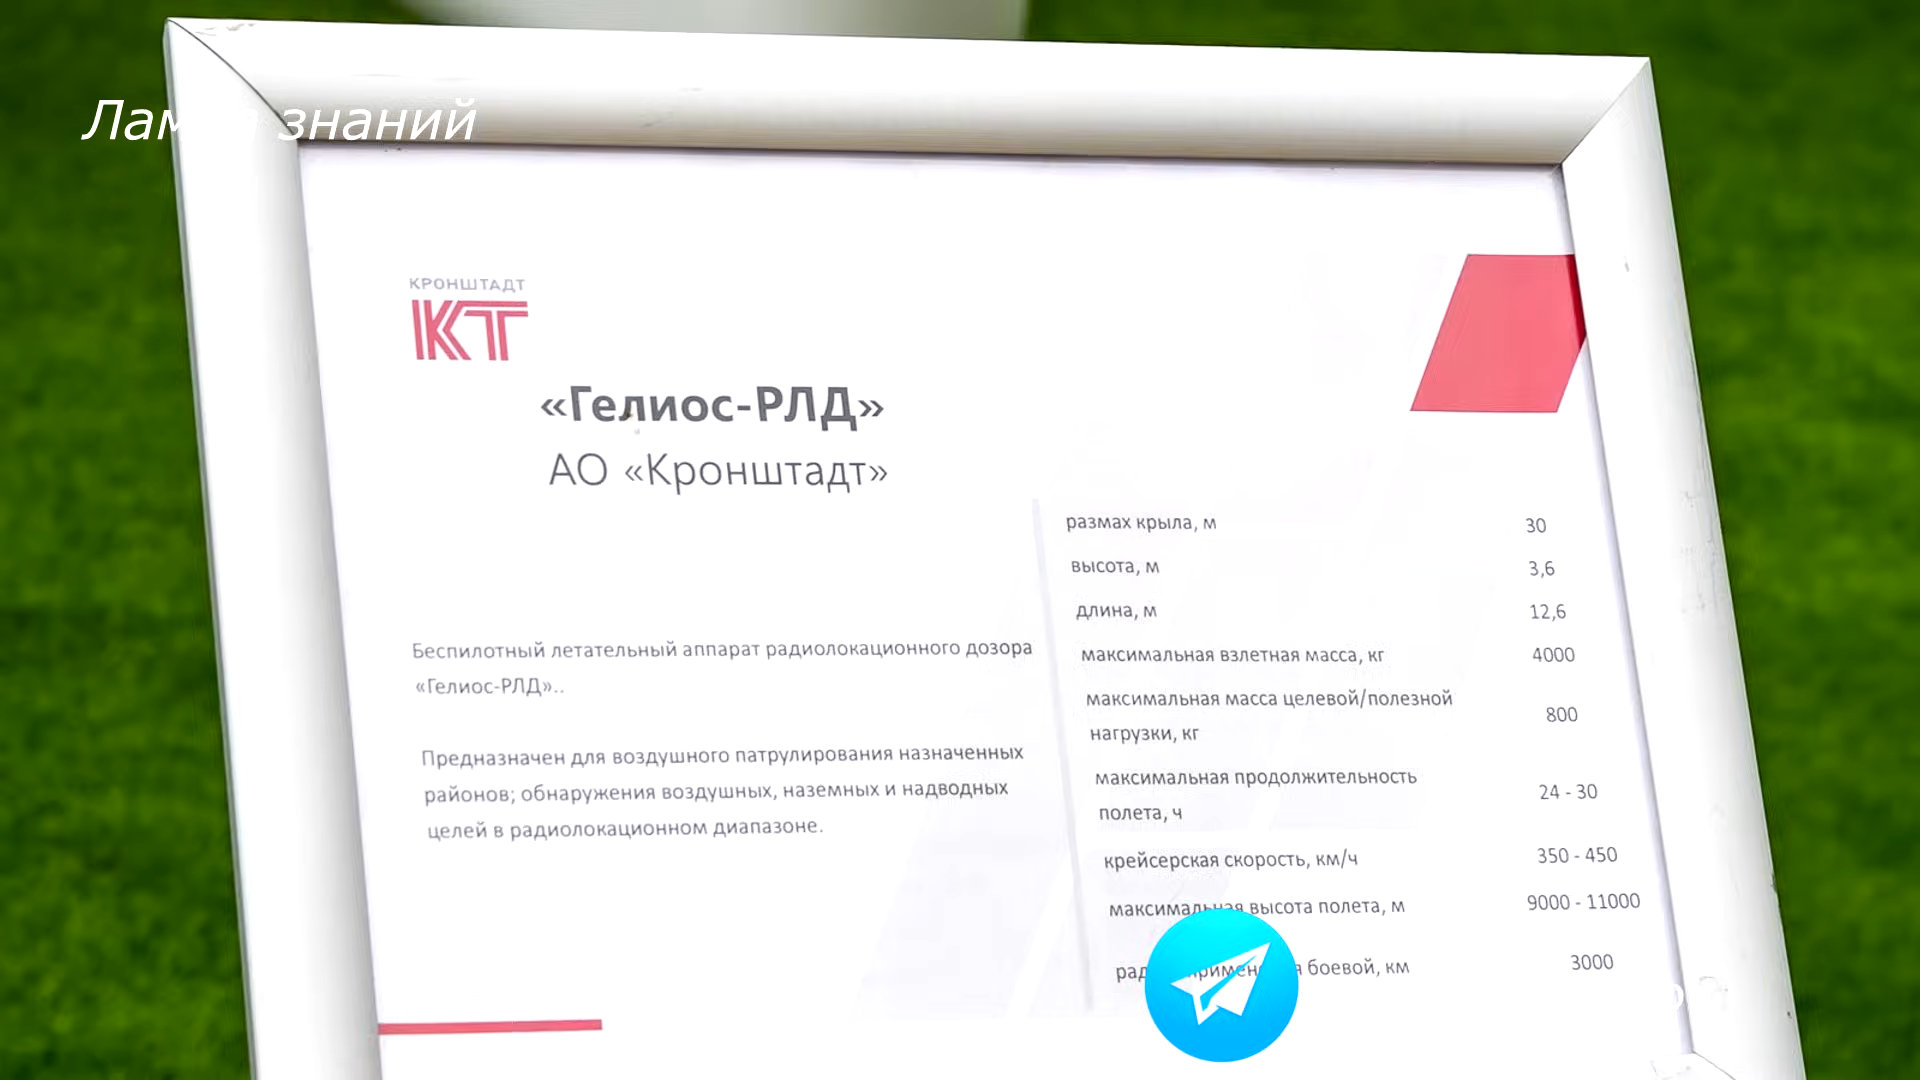 Лам знаний
КРОНШТАДТ
КТ
«Гелиос-РЛД»
АО «Кронштадт»
Беспилотный летательный аппарат радиолокационного дозора
«Гелиос-РЛД»..
Предназначен для воздушного патрулирования назначенных
районов; обнаружения воздушных, наземных и надводных
целей в радиолокационном диапазоне.
размах крыла, м 30
высота, м 3,6
длина, м 12,6
максимальная взлетная масса, кг 4000
максимальная масса целевой/полезной
нагрузки, кг 800
максимальная продолжительность
полета, ч 24 - 30
крейсерская скорость, км/ч 350 - 450
максимальная высота полета, м 9000 - 11000
боевой, км 3000